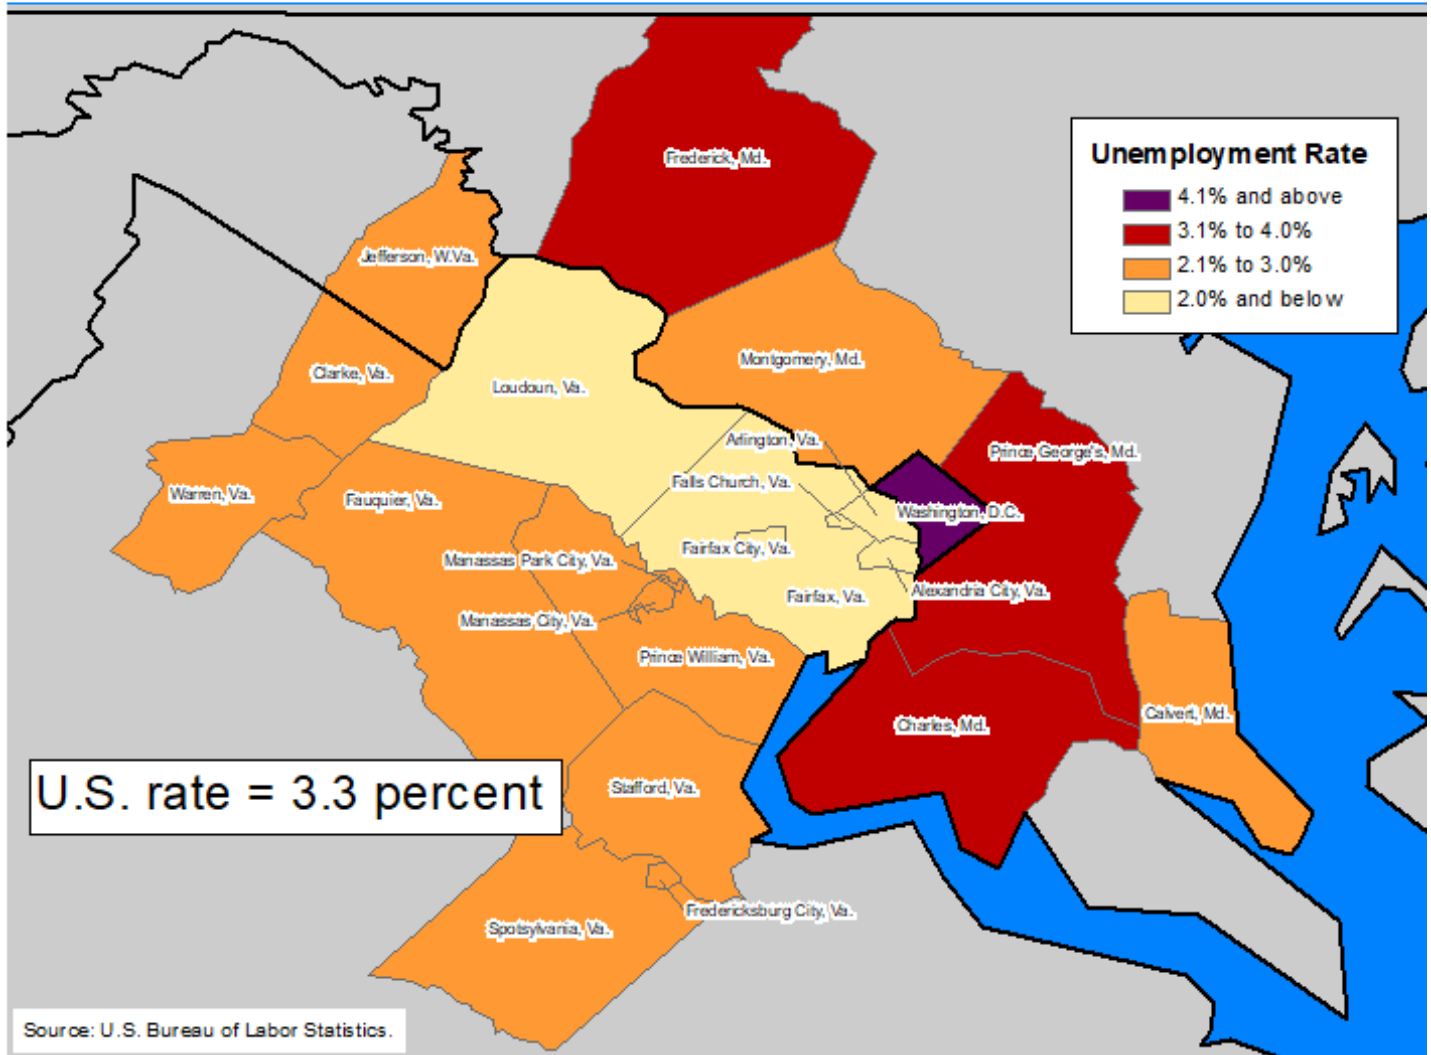 Frederick, Md.
Unemployment Rate
4.1% and above
3.1% to 4.0%
2.1% to 3.0%
2.0% and below
Jefferson, W.Va.
Clarke, Va.
Loudoun, Va.
Montgomery, Md.
Arlington, Va.
Prince George's, Md.
Falls Church, Va.
Warren, Va.
Fauquier, Va.
Washington, D.C.
Fairfax City, Va.
Manassas Park City, Va.
Fairfax, Va.
Alexandria City, Va.
Manassas City, Va.
Prince William, Va.
Calvert, Md.
Charles, Md.
U.S. rate = 3.3 percent
Stafford, Va.
Fredericksburg City, Va.
Spotsylvania, Va.
Source: U.S. Bureau of Labor Statistics.